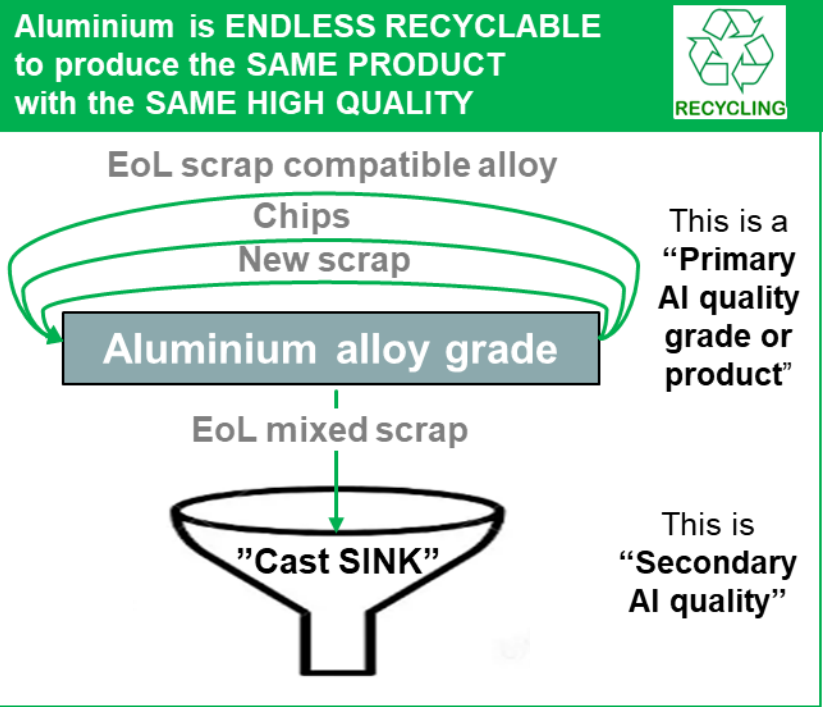 Aluminium is ENDLESS RECYCLABLE
to produce the SAME PRODUCT
with the SAME HIGH QUALITY
RECYCLING
EoL scrap compatible alloy
Chips
New scrap
Aluminium alloy grade
This is a
“Primary
Al quality
grade or
product”
EoL mixed scrap
”Cast SINK”
This is
“Secondary
Al quality”